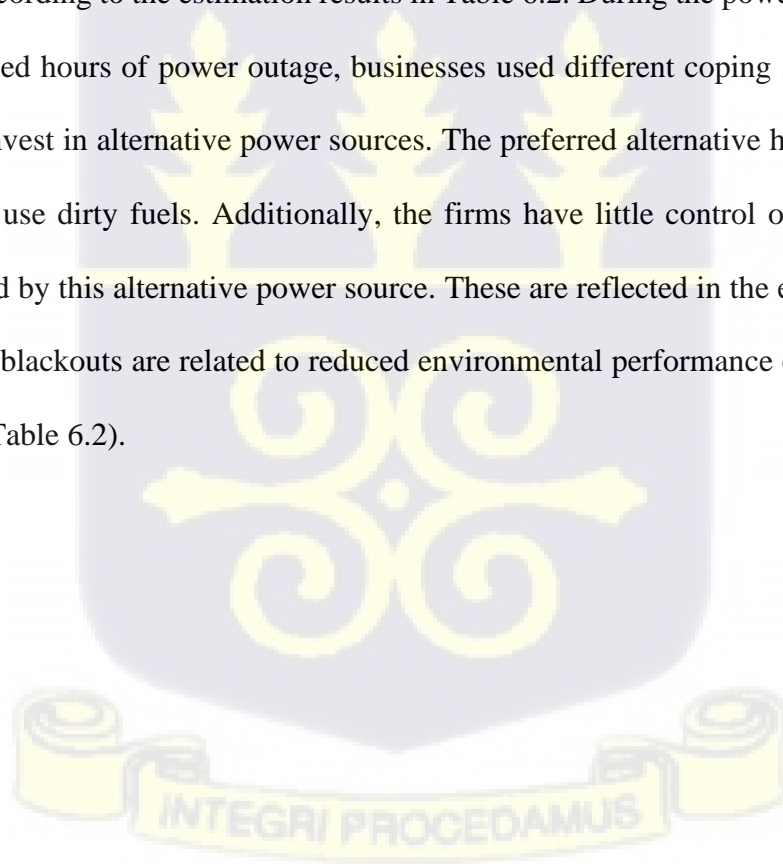 cording to the estimation results in Table 6.2. During the powe
ed hours of power outage, businesses used different coping
nvest in alternative power sources. The preferred alternative h
use dirty fuels. Additionally, the firms have little control o
d by this alternative power source. These are reflected in the e
blackouts are related to reduced environmental performance
Table 6.2).
INTEGRI PROCEDAMUS